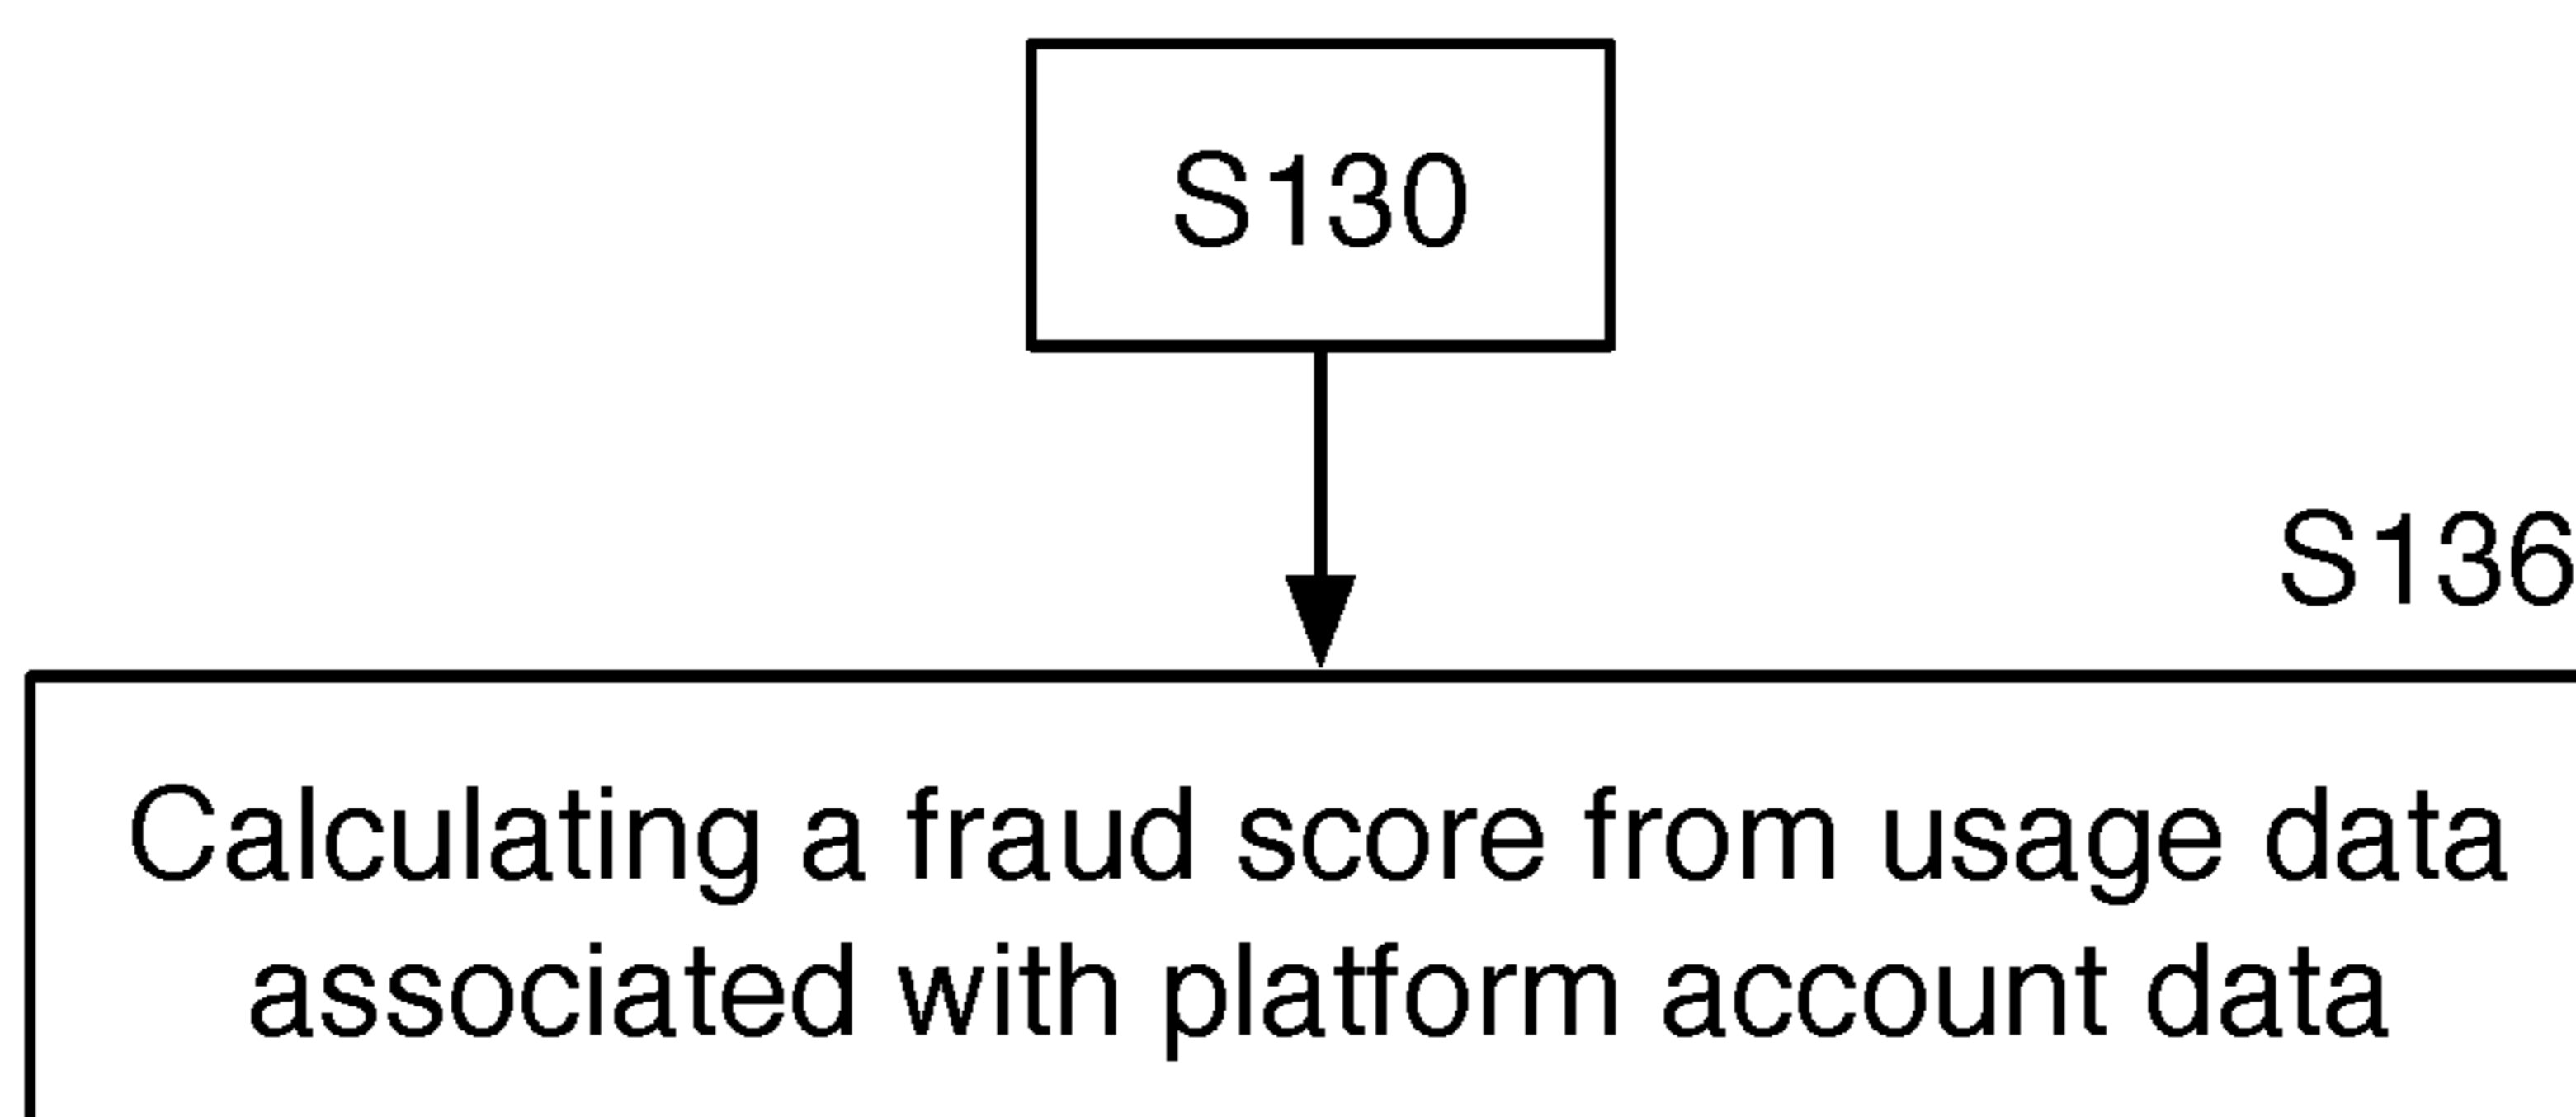 S130
S136
Calculating a fraud score from usage data
associated with platform account data